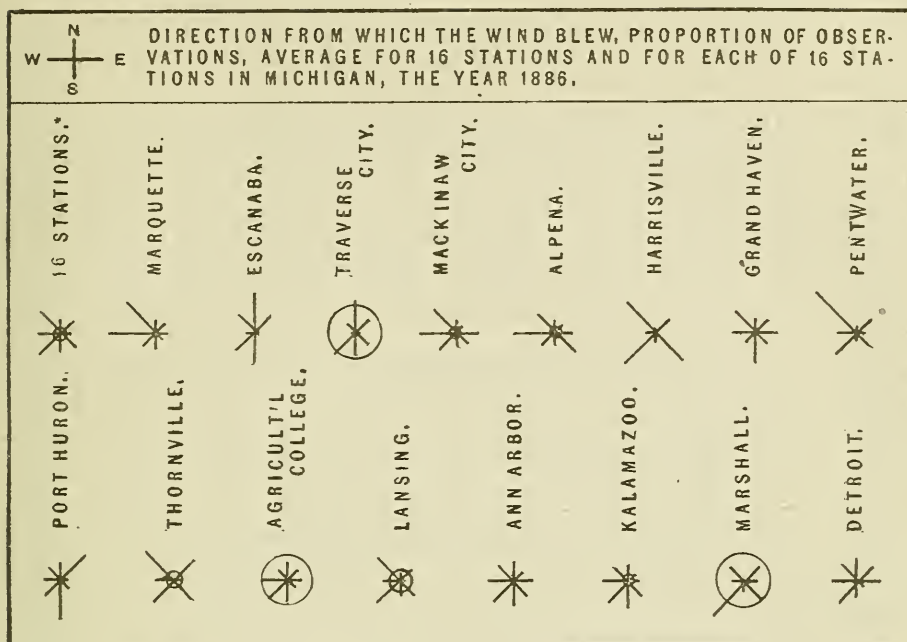 N
W E
S
DIRECTION FROM WHICH THE WIND BLEW, PROPORTION OF OBSER-
VATIONS, AVERAGE FOR 16 STATIONS AND FOR EACH OF 16 STA-
TIONS IN MICHIGAN, THE YEAR 1886.
16 STATIONS.*
MARQUETTE.
ESCANABA.
TRAVERSE
CITY.
MACKINAW
CITY.
ALPENA.
HARRISVILLE.
GRAND HAVEN.
PENTWATER.
PORT HURON.
THORNVILLE.
AGRICULT'L
COLLEGE.
LANSING.
ANN ARBOR.
KALAMAZOO.
MARSHALL.
DETROIT.